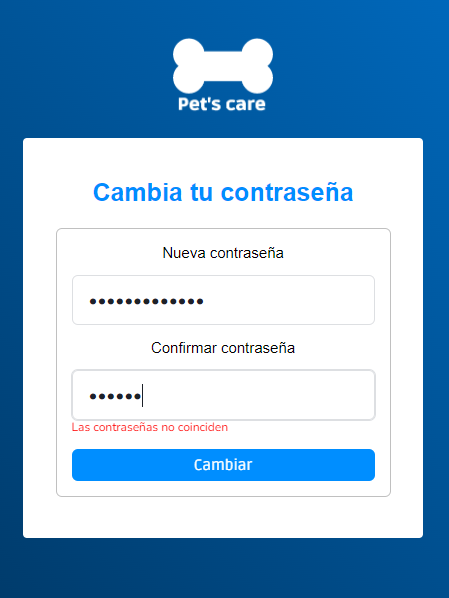 Pet's care
Cambia tu contraseña
Nueva contraseña
•••••••••••••
Confirmar contraseña
••••••
Las contraseñas no coinciden
Cambiar